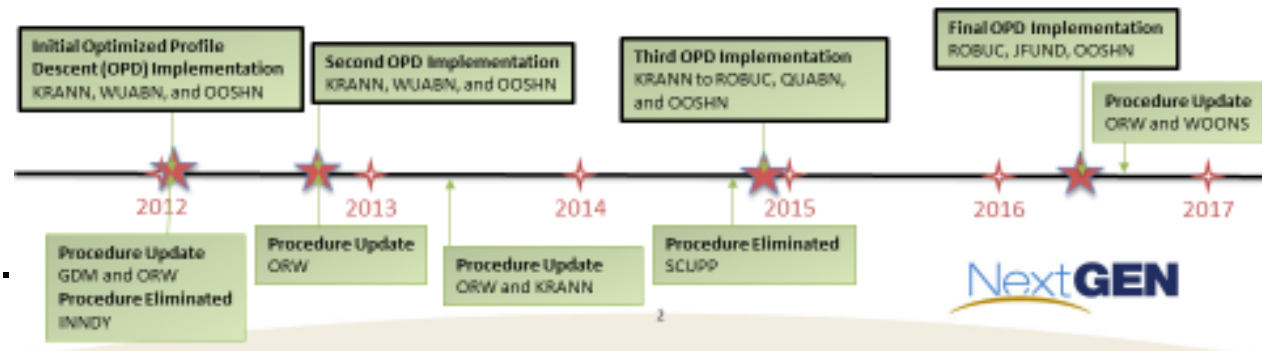 Initial Optimized Profile
Descent (OPD) Implementation
KRANN, WUABN, and OOSHN
Second OPD Implementation
KRANN, WUABN, and OOSHN
Third OPD Implementation
KRANN to ROBUC, QUABN,
and OOSHN
Final OPD Implementation
ROBUC, JFUND, OOSHN
Procedure Update
ORW and WOONS
2012
2013
2014
2015
2016
2017
Procedure Update
GDM and ORW
Procedure Eliminated
INNDY
Procedure Update
ORW
Procedure Update
ORW and KRANN
Procedure Eliminated
SCUPP
NextGEN
2